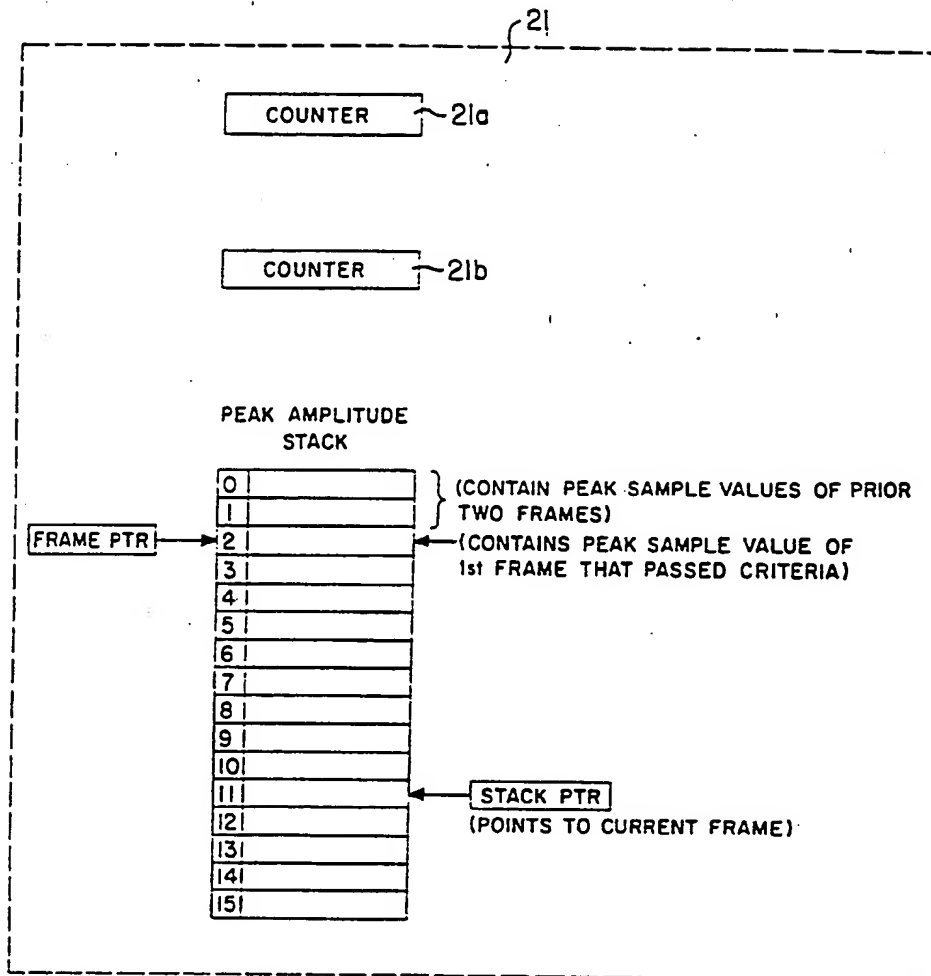 21
COUNTER
21a
COUNTER
21b
PEAK AMPLITUDE
STACK
0
(CONTAIN PEAK SAMPLE VALUES OF PRIOR
1
TWO FRAMES)
FRAME PTR
2
(CONTAINS PEAK SAMPLE VALUE OF
3
1st FRAME THAT PASSED CRITERIA)
4
5
6
7
8
9
10
11
STACK PTR
12
(POINTS TO CURRENT FRAME)
13
14
15